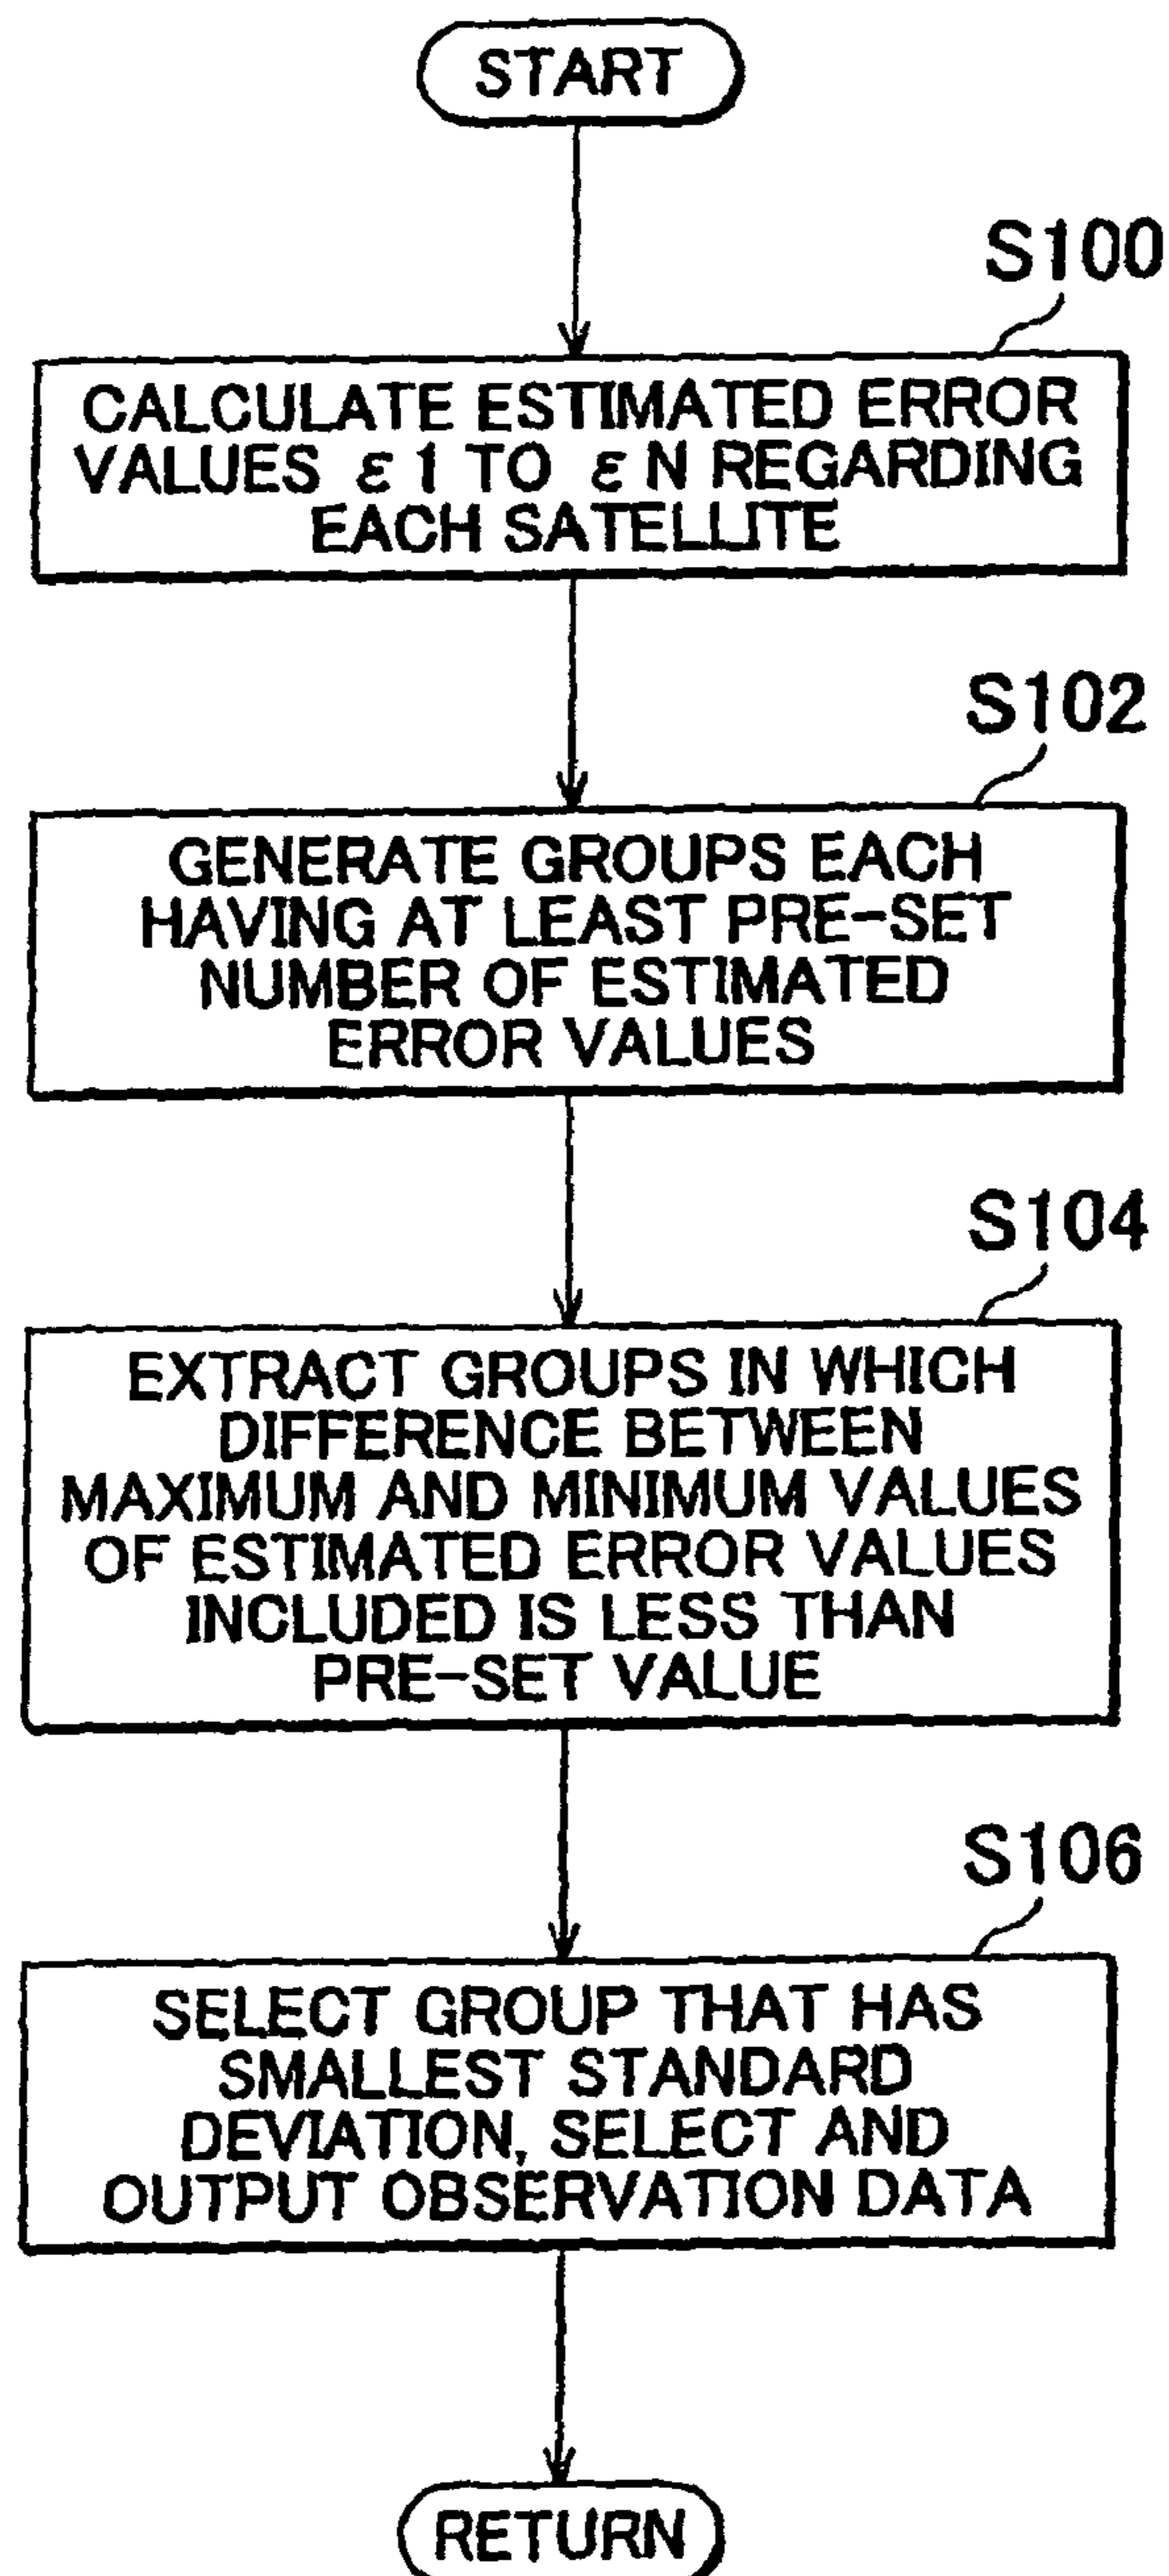 START
S100
CALCULATE ESTIMATED ERROR
VALUES ε1 TO εN REGARDING
EACH SATELLITE
S102
GENERATE GROUPS EACH
HAVING AT LEAST PRE-SET
NUMBER OF ESTIMATED
ERROR VALUES
S104
EXTRACT GROUPS IN WHICH
DIFFERENCE BETWEEN
MAXIMUM AND MINIMUM VALUES
OF ESTIMATED ERROR VALUES
INCLUDED IS LESS THAN
PRE-SET VALUE
S106
SELECT GROUP THAT HAS
SMALLEST STANDARD
DEVIATION, SELECT AND
OUTPUT OBSERVATION DATA
RETURN